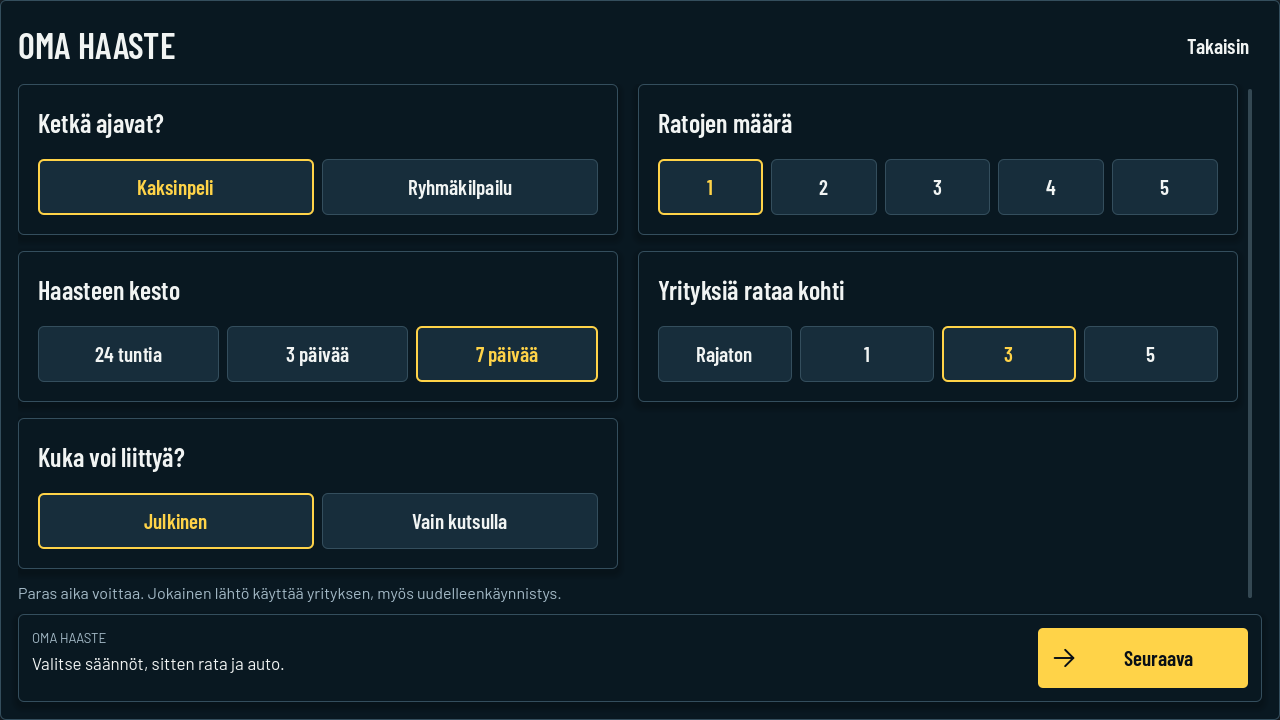 OMA HAASTE
Takaisin
Ketkä ajavat?
Kaksinpeli
Ryhmäkilpailu
Ratojen määrä
1
2
3
4
5
Haasteen kesto
24 tuntia
3 päivää
7 päivää
Yrityksiä rataa kohti
Rajaton
1
3
5
Kuka voi liittyä?
Julkinen
Vain kutsulla
Paras aika voittaa. Jokainen lähtö käyttää yrityksen, myös uudelleenkäynnistys.
OMA HAASTE
Valitse säännöt, sitten rata ja auto.
Seuraava